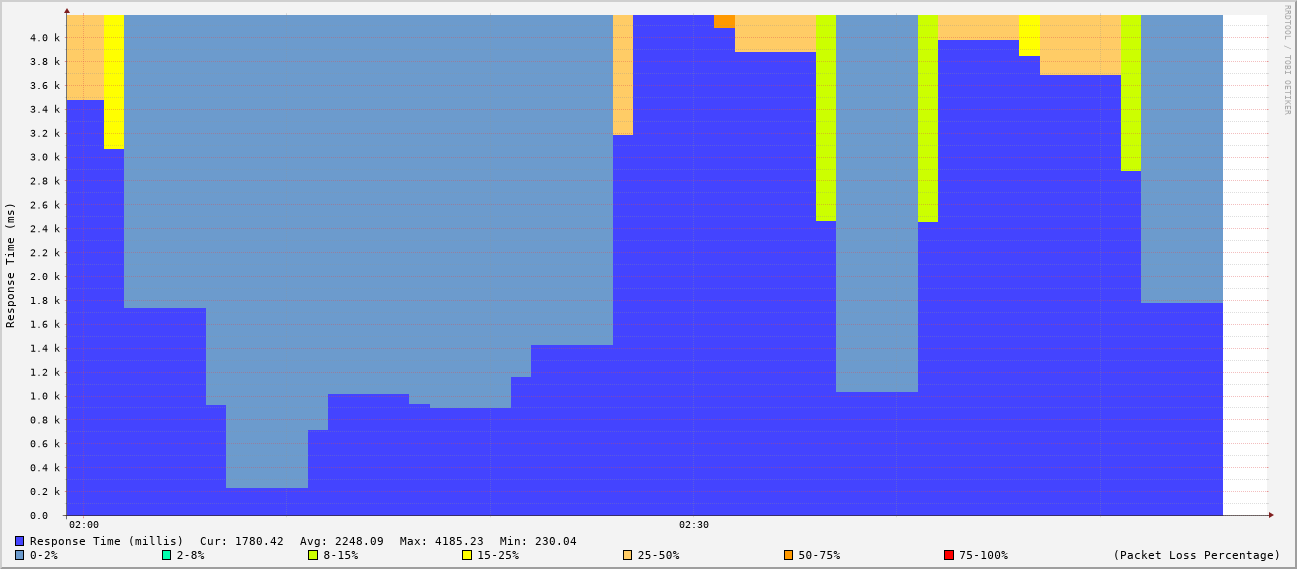 RRDTOOL / TOBI OETIKER
Response Time (ms)
4.0 k
3.8 k
3.6 k
3.4 k
3.2 k
3.0 k
2.8 k
2.6 k
2.4 k
2.2 k
2.0 k
1.8 k
1.6 k
1.4 k
1.2 k
1.0 k
0.8 k
0.6 k
0.4 k
0.2 k
0.0
02:00 02:30
Response Time (millis) Cur: 1780.42 Avg: 2248.09 Max: 4185.23 Min: 230.04
0-2% 2-8% 8-15% 15-25% 25-50% 50-75% 75-100% (Packet Loss Percentage)